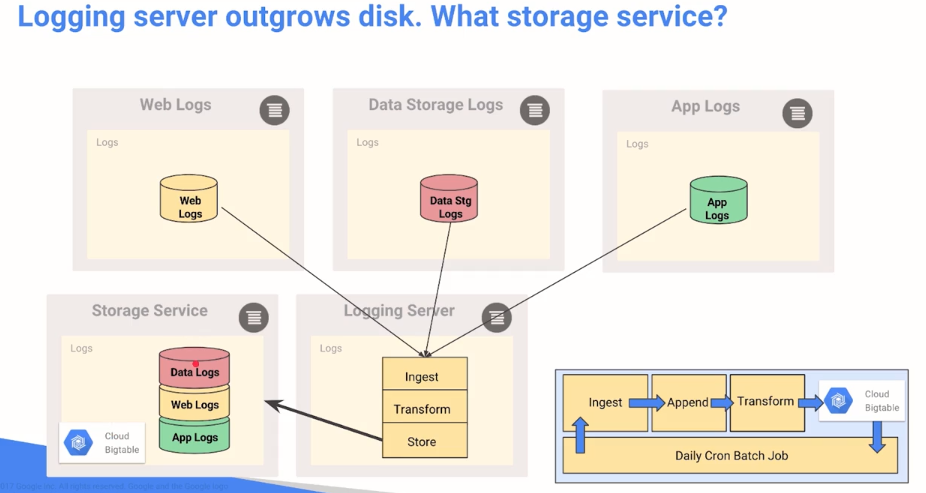 Logging server outgrows disk. What storage service?
Web Logs
Logs
Web
Logs
Data Storage Logs
Logs
Data Stg
Logs
App Logs
Logs
App
Logs
Storage Service
Logs
Data Logs
Web Logs
App Logs
Cloud
Bigtable
Logging Server
Logs
Ingest
Transform
Store
Ingest
Append
Transform
Cloud
Bigtable
Daily Cron Batch Job